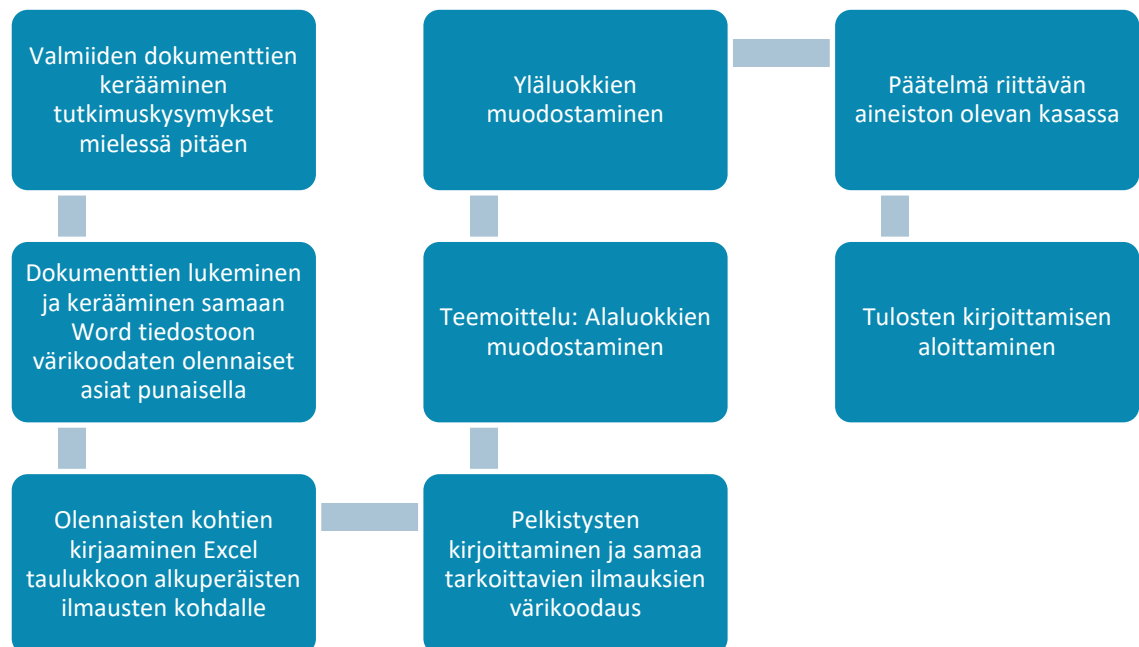 Valmiiden dokumenttien
kerääminen
tutkimuskysymykset
mielessä pitäen
Dokumenttien lukeminen
ja kerääminen samaan
Word tiedostoon
värikoodaten olennaiset
asiat punaisella
Olennaisten kohtien
kirjaaminen Excel
taulukkoon alkuperäisten
ilmausten kohdalle
Pelkistysten
kirjoittaminen ja samaa
tarkoittavien ilmauksien
värikoodaus
Teemoittelu: Alaluokkien
muodostaminen
Yläluokkien
muodostaminen
Päätelmä riittävän
aineiston olevan kasassa
Tulosten kirjoittamisen
aloittaminen